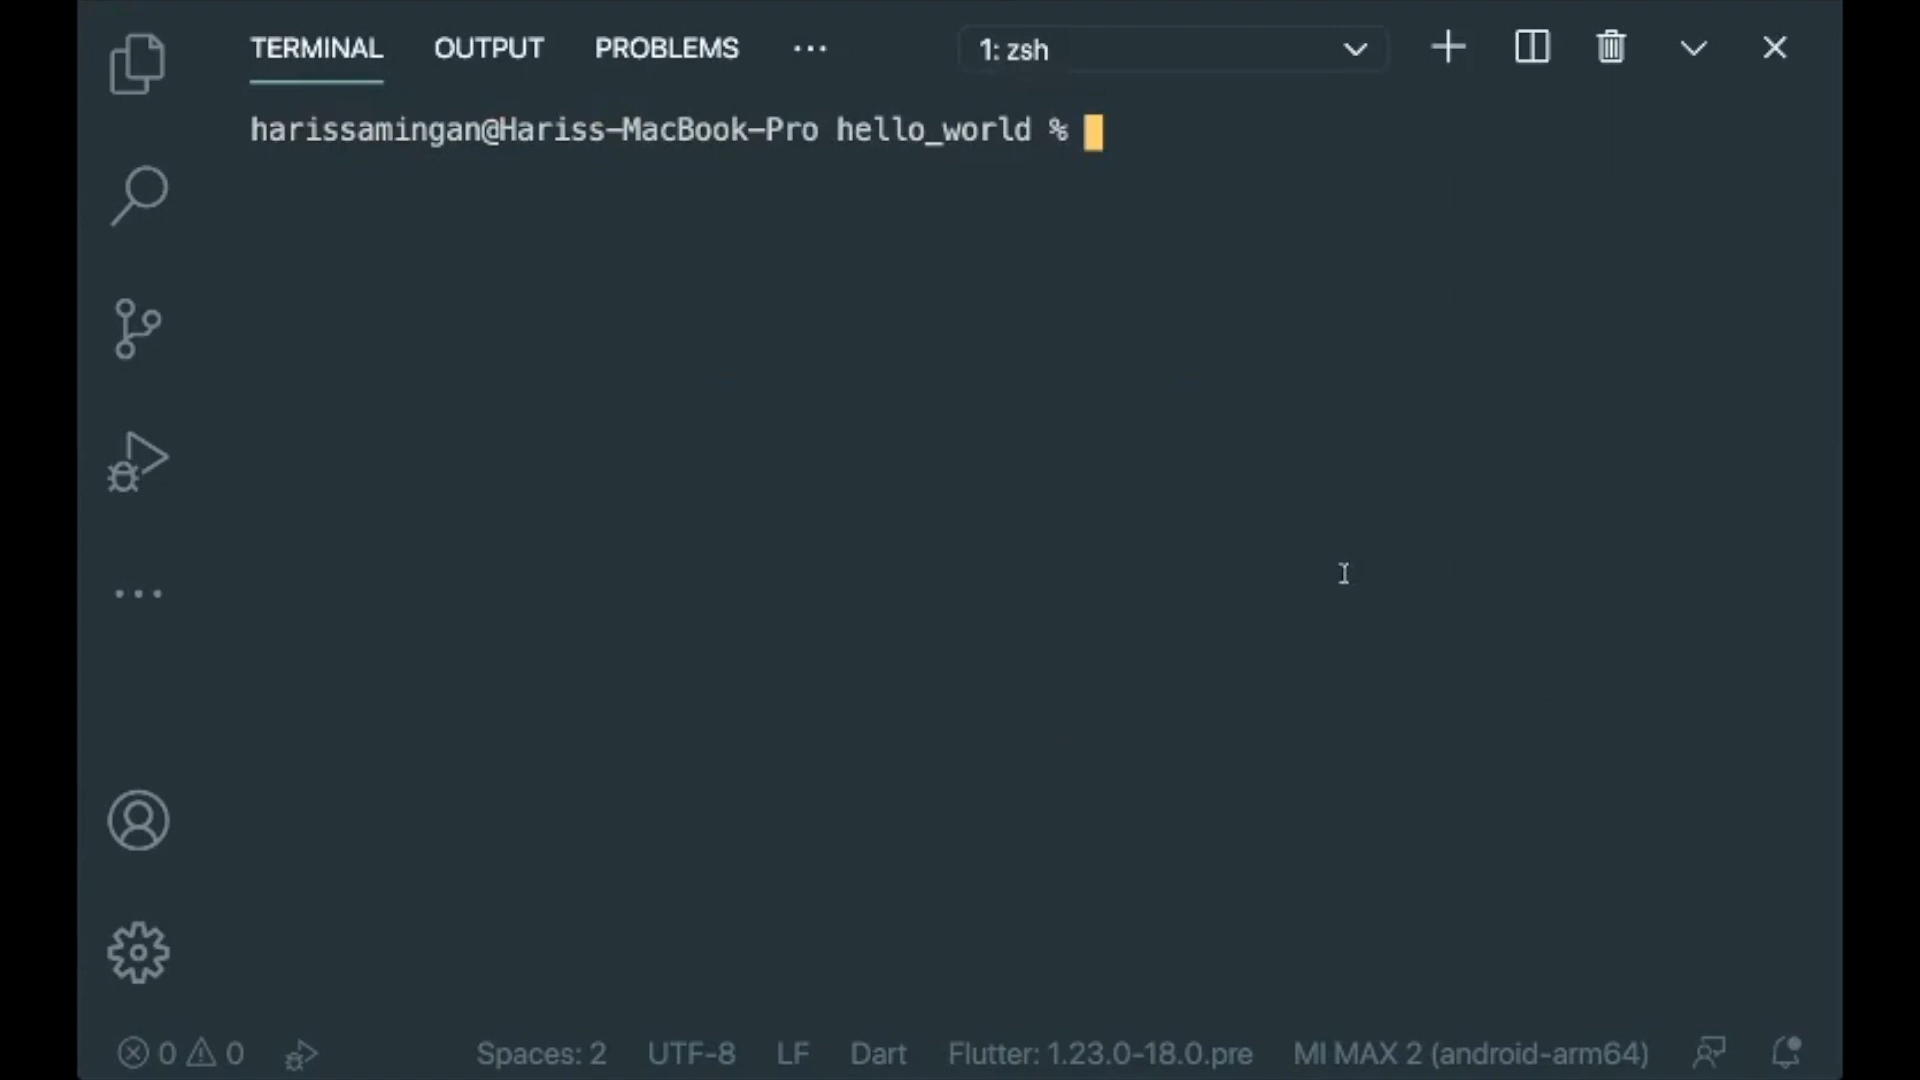 TERMINAL OUTPUT PROBLEMS ··· 1: zsh
harissamingan@Hariss-MacBook-Pro hello_world %
0 0 Spaces: 2 UTF-8 LF Dart Flutter: 1.23.0-18.0.pre MI MAX 2 (android-arm64)